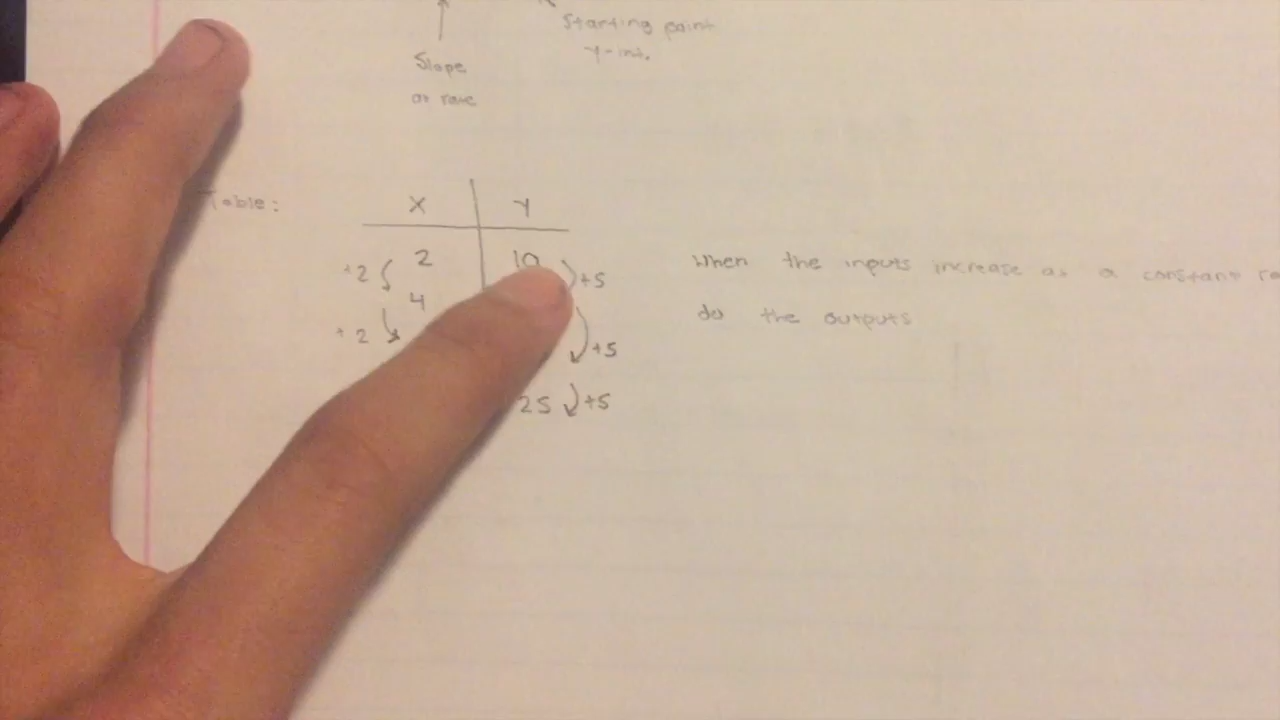 Starting point
Y-int.
Slope
or rate
Table:
X Y
+2 2 10 +5
4
+2 +5
25 +5
When the inputs increase at a constant
do the outputs